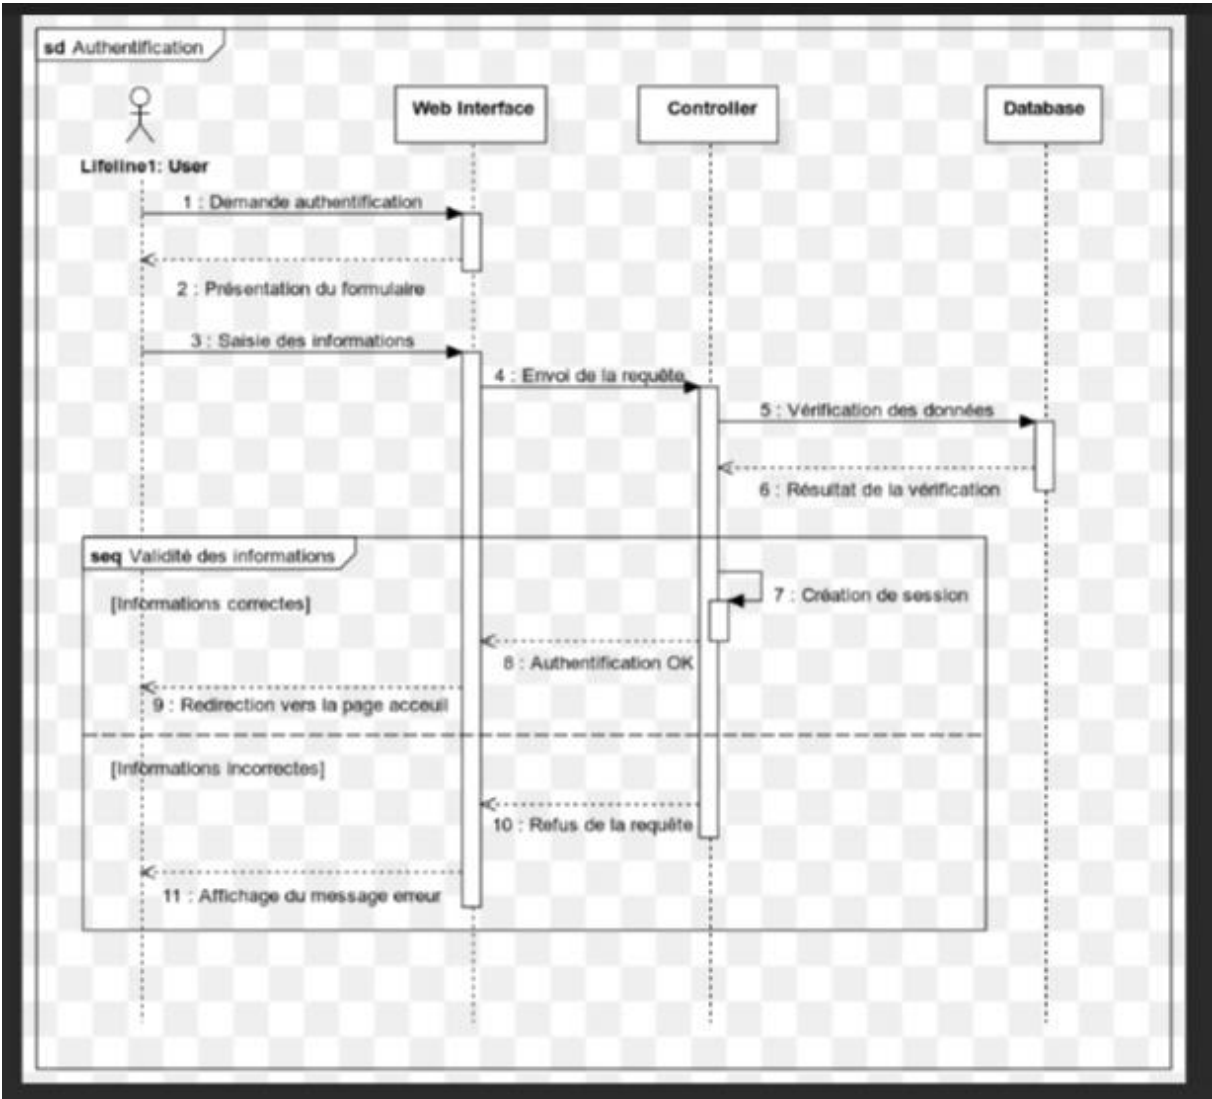 sd Authentification
Web Interface
Controller
Database
Lifeline1: User
1 : Demande authentification
2 : Présentation du formulaire
3 : Saisie des informations
4 : Envoi de la requête
5 : Vérification des données
6 : Résultat de la vérification
seq Validité des informations
[Informations correctes]
7 : Création de session
8 : Authentification OK
9 : Redirection vers la page acceuil
[Informations incorrectes]
10 : Refus de la requête
11 : Affichage du message erreur